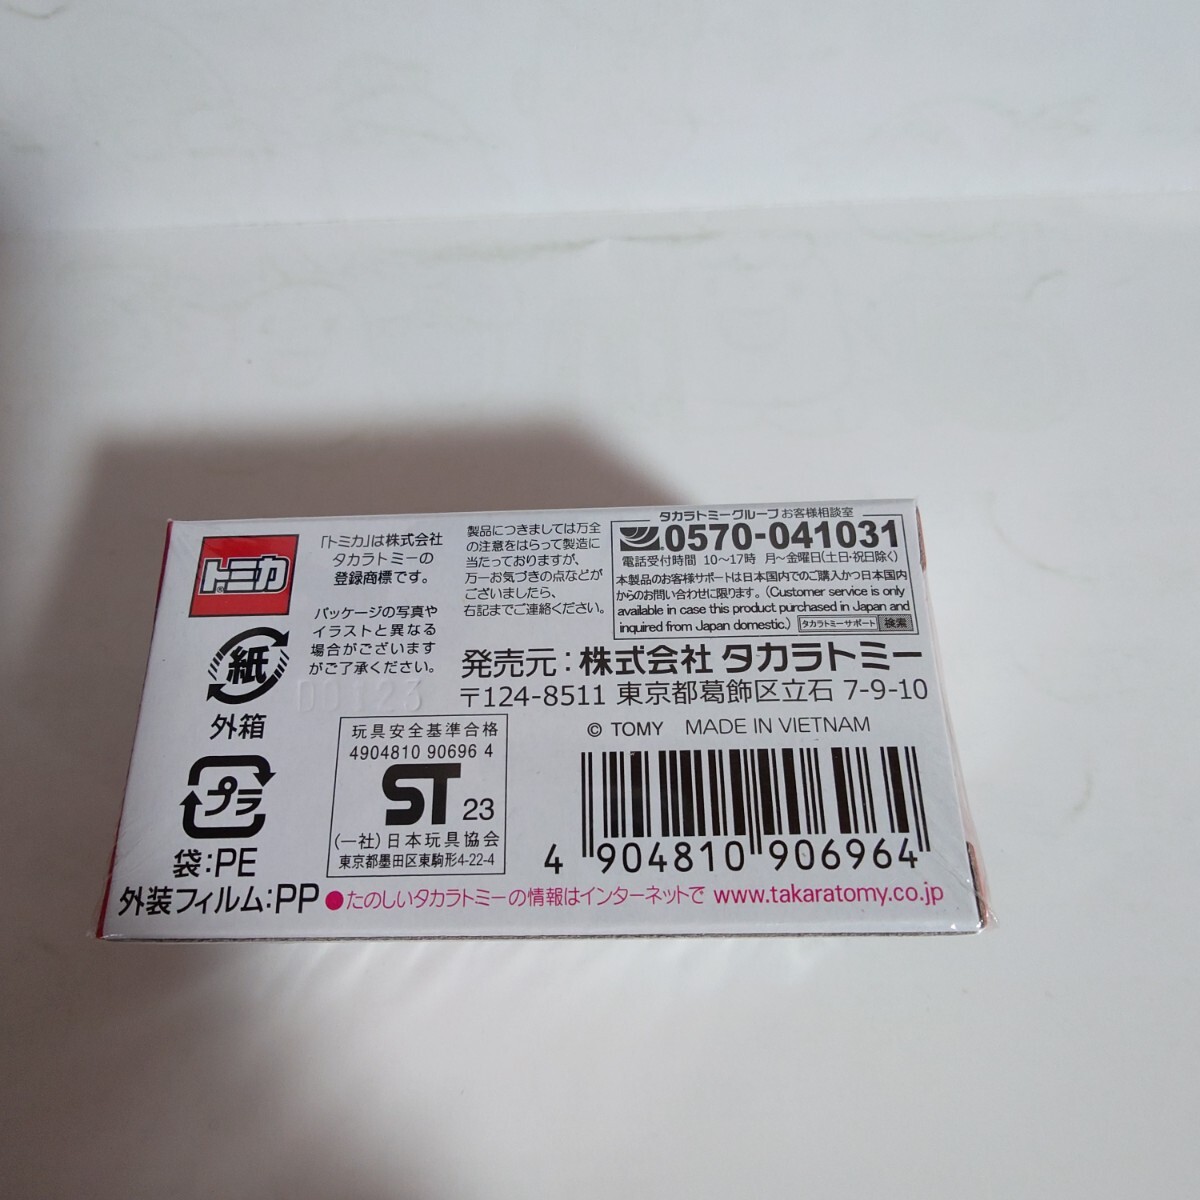 トミカ®
「トミカ」は株式会社
タカラトミーの
登録商標です。
パッケージの写真や
イラストと異なる
場合がございます
がご了承ください。
製品につきましては万全
の注意をはらって製造に
当たっておりますが、
万一お気づきの点などが
ございましたら、
右記までご連絡ください。
タカラトミーグループ お客様相談室
0570-041031
電話受付時間 10〜17時 月〜金曜日(土日・祝日除く)
本製品のお客様サポートは日本国内でのご購入かつ日本国内
からのお問い合わせに限ります。(Customer service is only
available in case this product purchased in Japan and
inquired from Japan domestic.) タカラトミーサポート 検索
発売元:株式会社 タカラトミー
〒124-8511 東京都葛飾区立石 7-9-10
© TOMY MADE IN VIETNAM
紙
外箱
プラ
袋:PE
外装フィルム:PP
00123
玩具安全基準合格
4904810 90696 4
ST 23
(一社)日本玩具協会
東京都墨田区東駒形4-22-4
4 904810 906964
●たのしいタカラトミーの情報はインターネットで www.takaratomy.co.jp